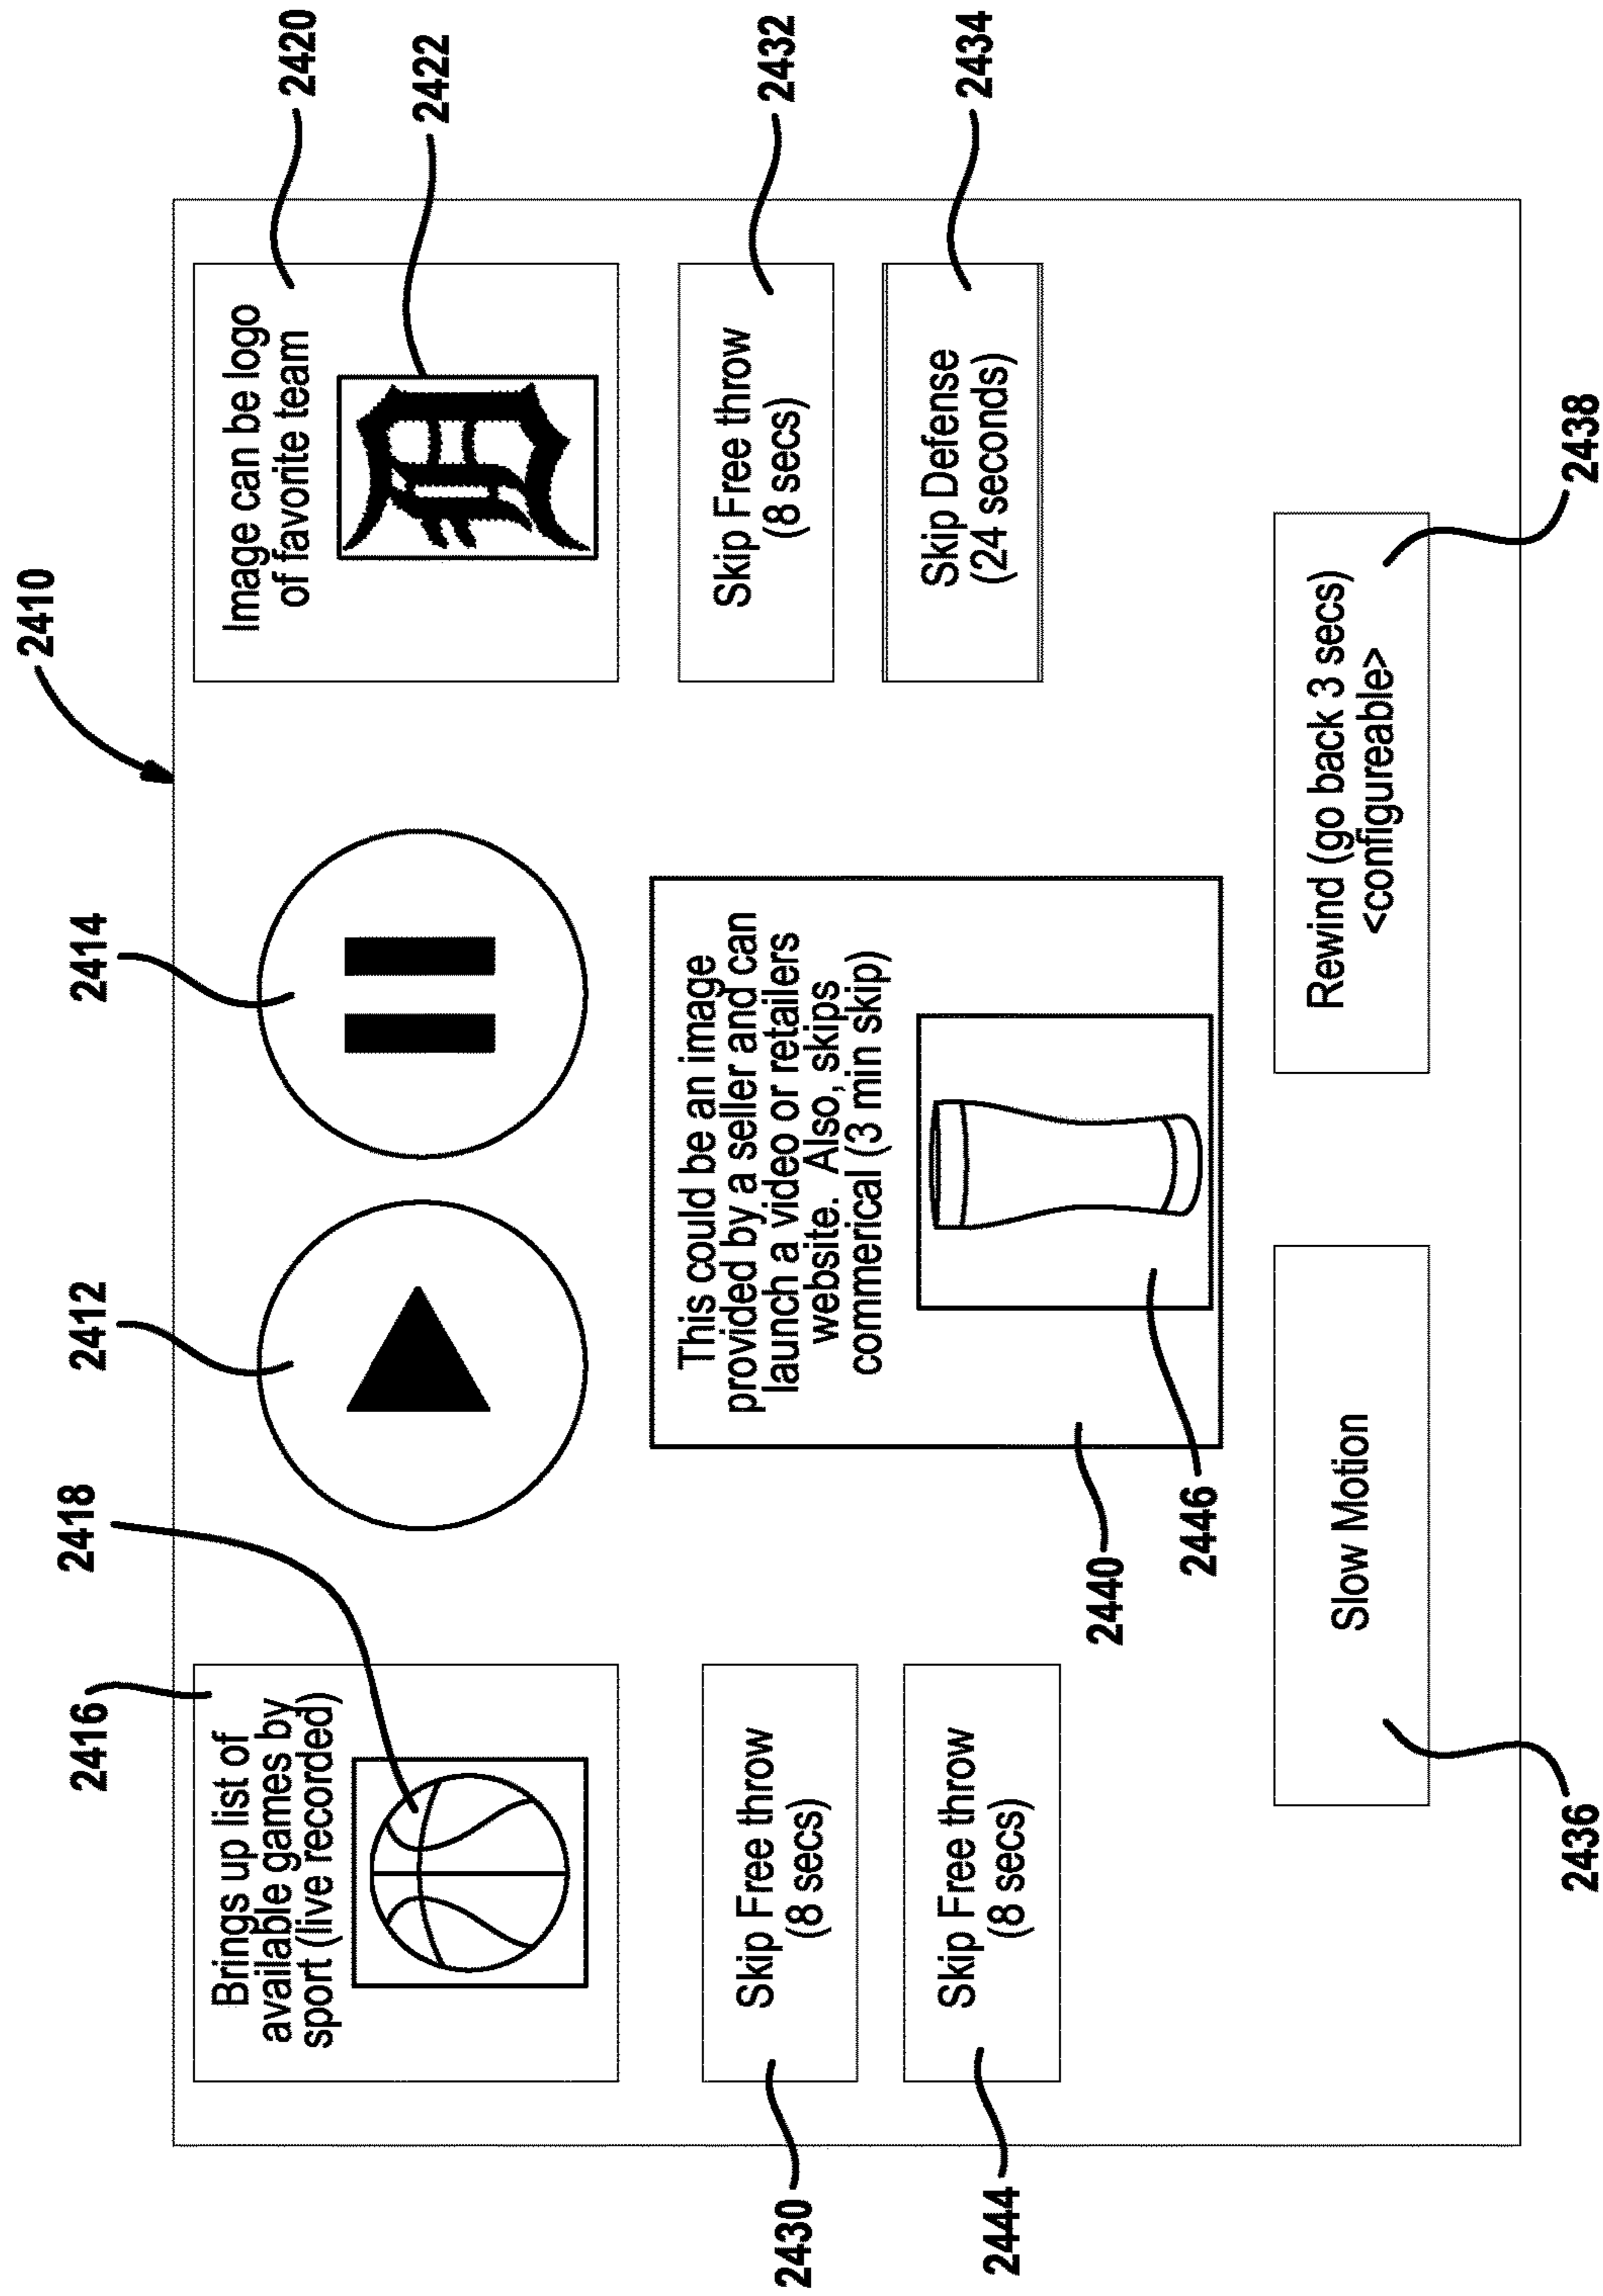 2410
2416
2418
2412
2414
2420
2422
Brings up list of
available games by
sport (live recorded)
Image can be logo
of favorite team
D
2430
Skip Free throw
(8 secs)
2444
Skip Free throw
(8 secs)
This could be an image
provided by a seller and can
launch a video or retailers
website. Also, skips
commerical (3 min skip)
2440
2446
Skip Free throw
(8 secs)
2432
Skip Defense
(24 seconds)
2434
Slow Motion
2436
Rewind (go back 3 secs)
<configureable>
2438